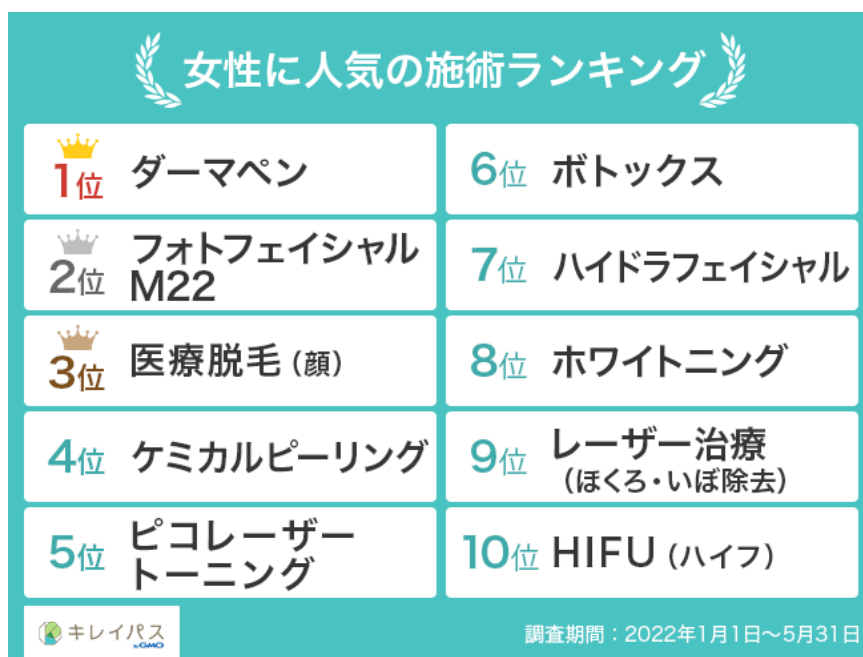 女性に人気の施術ランキング
1位 ダーマペン
2位 フォトフェイシャル
M22
3位 医療脱毛(顔)
4位 ケミカルピーリング
5位 ピコレーザー
トーニング
6位 ボトックス
7位 ハイドラフェイシャル
8位 ホワイトニング
9位 レーザー治療
(ほくろ・いぼ除去)
10位 HIFU(ハイフ)
キレイパス
byGMO
調査期間:2022年1月1日~5月31日